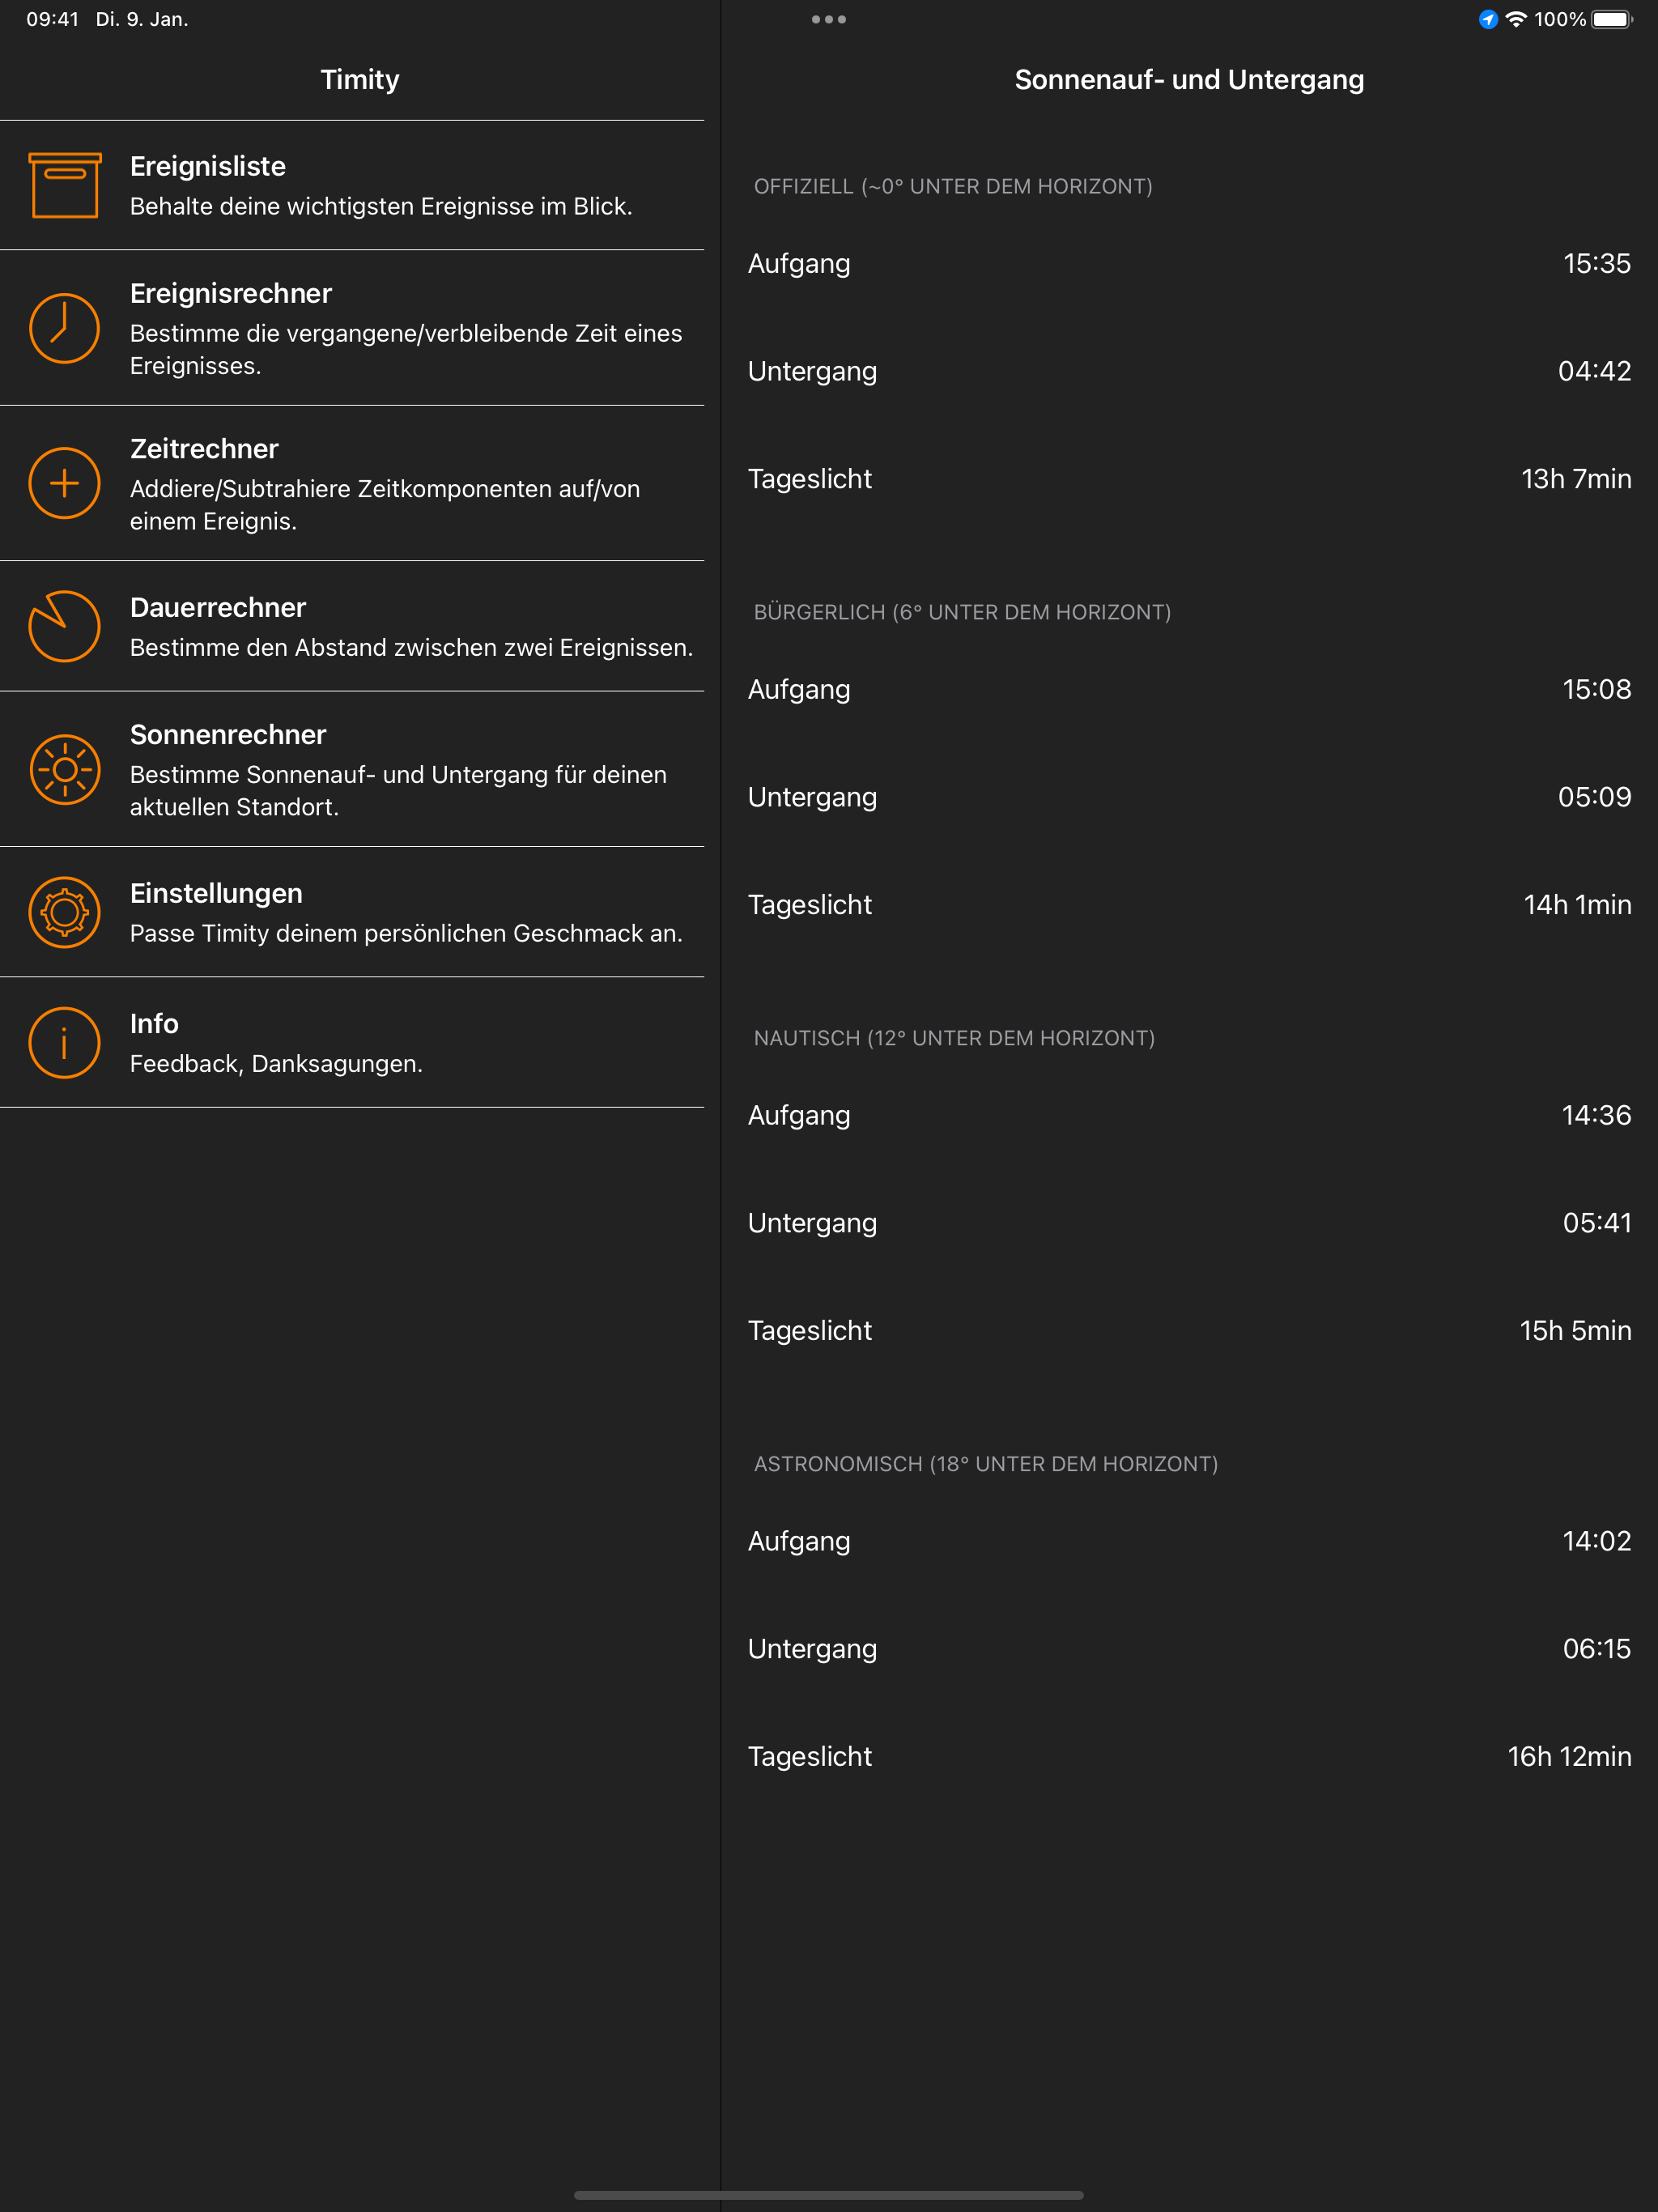 09:41 Di. 9. Jan.
100%
Timity
Ereignisliste
Behalte deine wichtigsten Ereignisse im Blick.
Ereignisrechner
Bestimme die vergangene/verbleibende Zeit eines
Ereignisses.
Zeitrechner
Addiere/Subtrahiere Zeitkomponenten auf/von
einem Ereignis.
Dauerrechner
Bestimme den Abstand zwischen zwei Ereignissen.
Sonnenrechner
Bestimme Sonnenauf- und Untergang für deinen
aktuellen Standort.
Einstellungen
Passe Timity deinem persönlichen Geschmack an.
Info
Feedback, Danksagungen.
Sonnenauf- und Untergang
OFFIZIELL (~0° UNTER DEM HORIZONT)
Aufgang 15:35
Untergang 04:42
Tageslicht 13h 7min
BÜRGERLICH (6° UNTER DEM HORIZONT)
Aufgang 15:08
Untergang 05:09
Tageslicht 14h 1min
NAUTISCH (12° UNTER DEM HORIZONT)
Aufgang 14:36
Untergang 05:41
Tageslicht 15h 5min
ASTRONOMISCH (18° UNTER DEM HORIZONT)
Aufgang 14:02
Untergang 06:15
Tageslicht 16h 12min